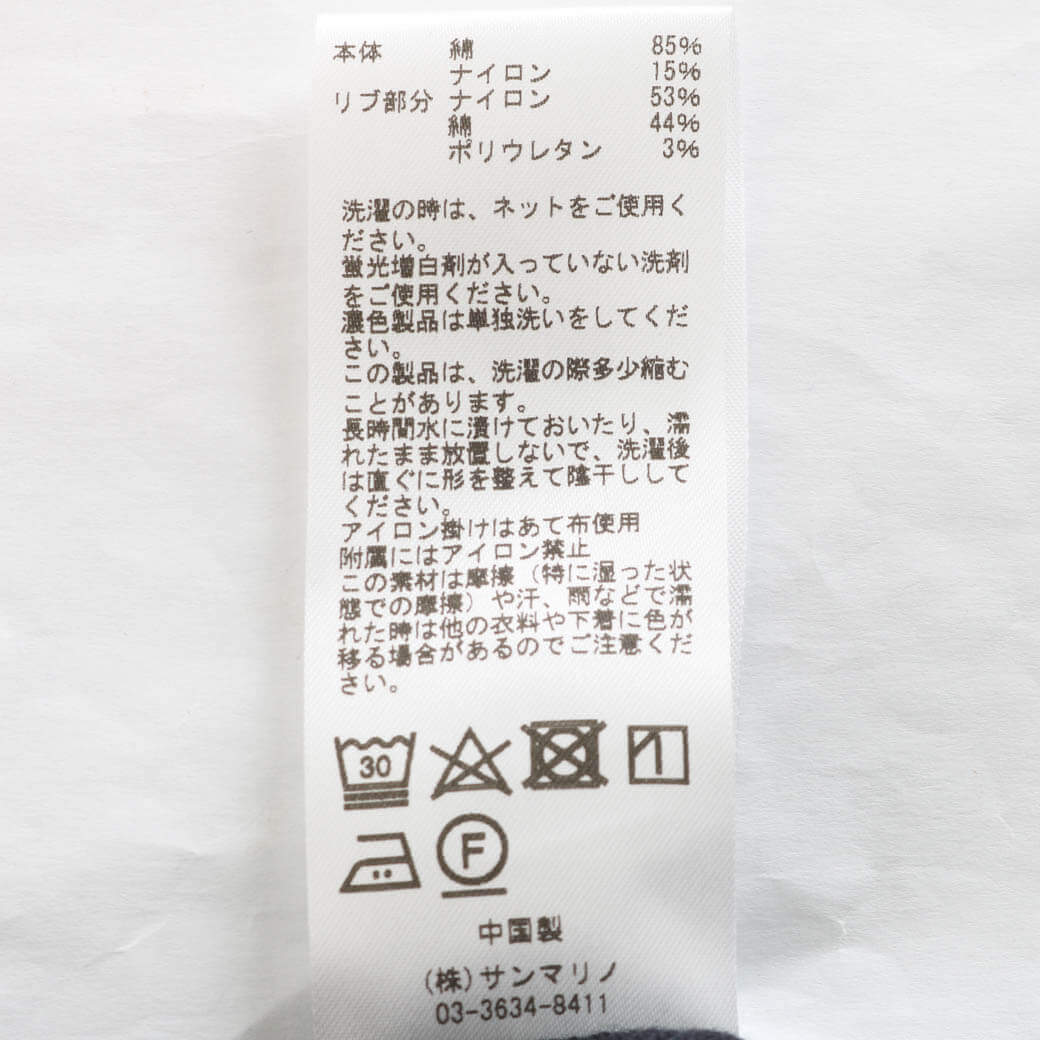 本体 綿 85%
ナイロン 15%
リブ部分 ナイロン 53%
綿 44%
ポリウレタン 3%
洗濯の時は、ネットをご使用く
ださい。
蛍光増白剤が入っていない洗剤
をご使用ください。
濃色製品は単独洗いをしてくだ
さい。
この製品は、洗濯の際多少縮む
ことがあります。
長時間水に漬けておいたり、濡
れたまま放置しないで、洗濯後
は直ぐに形を整えて陰干しして
ください。
アイロン掛けはあて布使用
附属にはアイロン禁止
この素材は摩擦（特に湿った状
態での摩擦）や汗、雨などで濡
れた時は他の衣料や下着に色が
移る場合があるのでご注意くだ
さい。
30
F
中国製
(株)サンマリノ
03-3634-8411